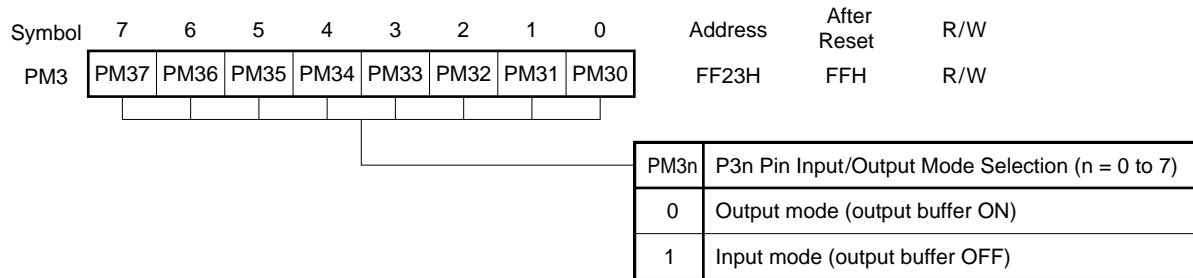 Symbol 7 6 5 4 3 2 1 0 Address After Reset R/W
PM3 PM37 PM36 PM35 PM34 PM33 PM32 PM31 PM30 FF23H FFH R/W
PM3n P3n Pin Input/Output Mode Selection (n = 0 to 7)
0 Output mode (output buffer ON)
1 Input mode (output buffer OFF)